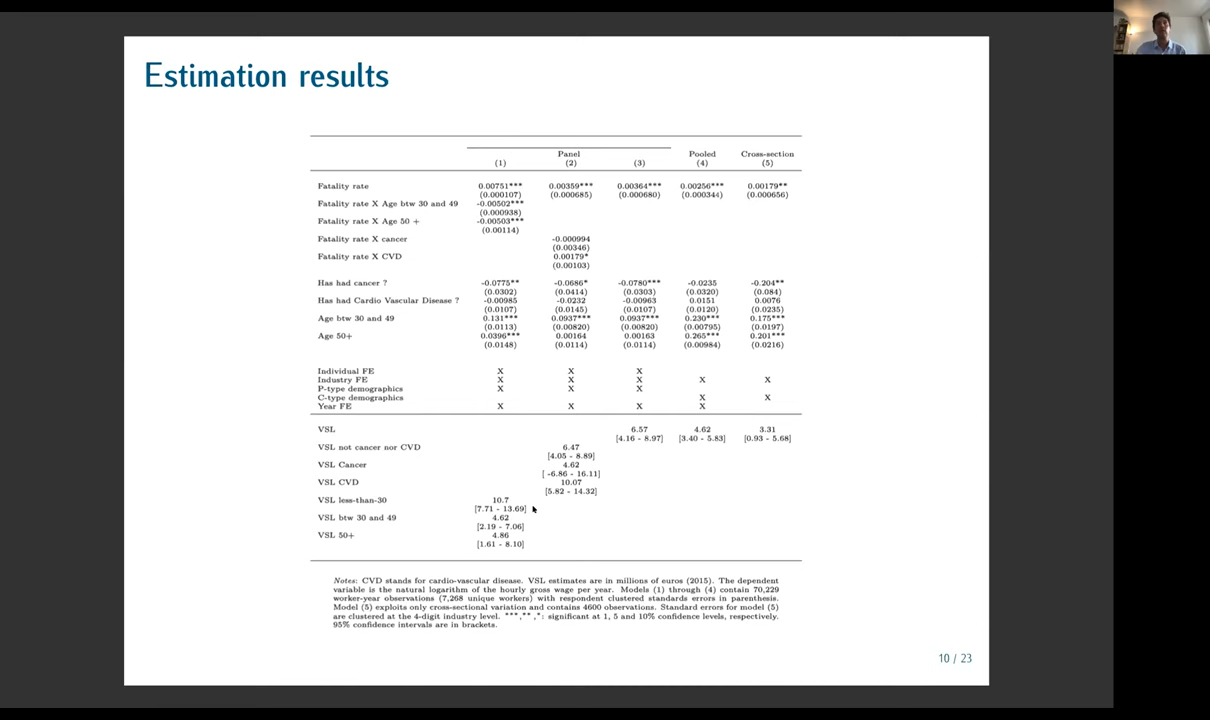 Estimation results
Panel Pooled Cross-section
(1) (2) (3) (4) (5)
Fatality rate 0.00751*** 0.00359*** 0.00364*** 0.00256*** 0.00179**
(0.000107) (0.000685) (0.000680) (0.000344) (0.000656)
Fatality rate X Age btw 30 and 49 -0.00502***
(0.000938)
Fatality rate X Age 50 + -0.00503***
(0.00114)
Fatality rate X cancer -0.000994
(0.00346)
Fatality rate X CVD 0.00179*
(0.00103)
Has had cancer ? -0.0775** -0.0686* -0.0780*** -0.0235 -0.204**
(0.0302) (0.0414) (0.0303) (0.0320) (0.084)
Has had Cardio Vascular Disease ? -0.00985 -0.0232 -0.00963 0.0151 0.0076
(0.0107) (0.0145) (0.0107) (0.0120) (0.0235)
Age btw 30 and 49 0.131*** 0.0937*** 0.0937*** 0.230*** 0.175***
(0.0113) (0.00820) (0.00820) (0.00795) (0.0197)
Age 50+ 0.0396*** 0.00164 0.00163 0.265*** 0.201***
(0.0148) (0.0114) (0.0114) (0.00984) (0.0216)
Individual FE X X X
Industry FE X X X X X
P-type demographics X X X
C-type demographics X X
Year FE X X X X
VSL 6.57 4.62 3.31
[4.16 - 8.97] [3.40 - 5.83] [0.93 - 5.68]
VSL not cancer nor CVD 6.47
[4.05 - 8.89]
VSL Cancer 4.62
[ -6.86 - 16.11]
VSL CVD 10.07
[5.82 - 14.32]
VSL less-than-30 10.7
[7.71 - 13.69]
VSL btw 30 and 49 4.62
[2.19 - 7.06]
VSL 50+ 4.86
[1.61 - 8.10]
Notes: CVD stands for cardio-vascular disease. VSL estimates are in millions of euros (2015). The dependent
variable is the natural logarithm of the hourly gross wage per year. Models (1) through (4) contain 70,229
worker-year observations (7,268 unique workers) with respondent clustered standards errors in parenthesis.
Model (5) exploits only cross-sectional variation and contains 4600 observations. Standard errors for model (5)
are clustered at the 4-digit industry level. ***,**,*: significant at 1, 5 and 10% confidence levels, respectively.
95% confidence intervals are in brackets.
10 / 23